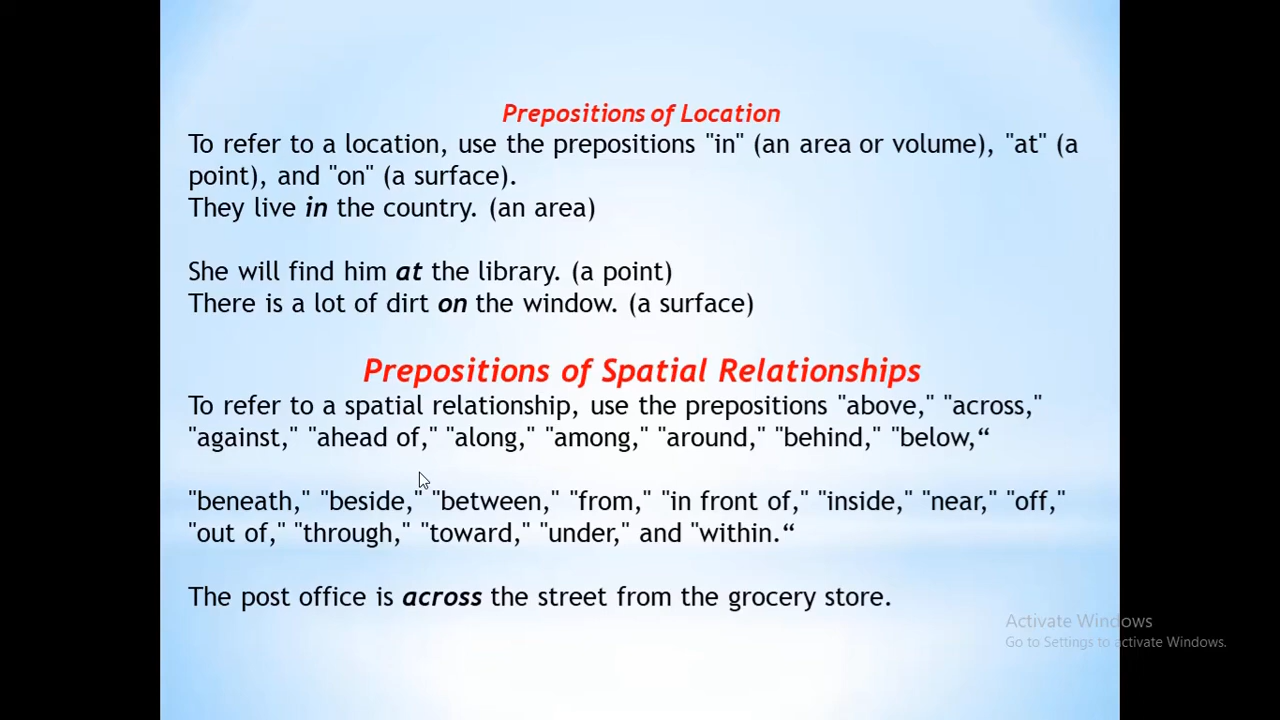 Prepositions of Location
To refer to a location, use the prepositions "in" (an area or volume), "at" (a
point), and "on" (a surface).
They live in the country. (an area)
She will find him at the library. (a point)
There is a lot of dirt on the window. (a surface)
Prepositions of Spatial Relationships
To refer to a spatial relationship, use the prepositions "above," "across,"
"against," "ahead of," "along," "among," "around," "behind," "below,“
"beneath," "beside," "between," "from," "in front of," "inside," "near," "off,"
"out of," "through," "toward," "under," and "within.“
The post office is across the street from the grocery store.
Activate Windows
Go to Settings to activate Windows.